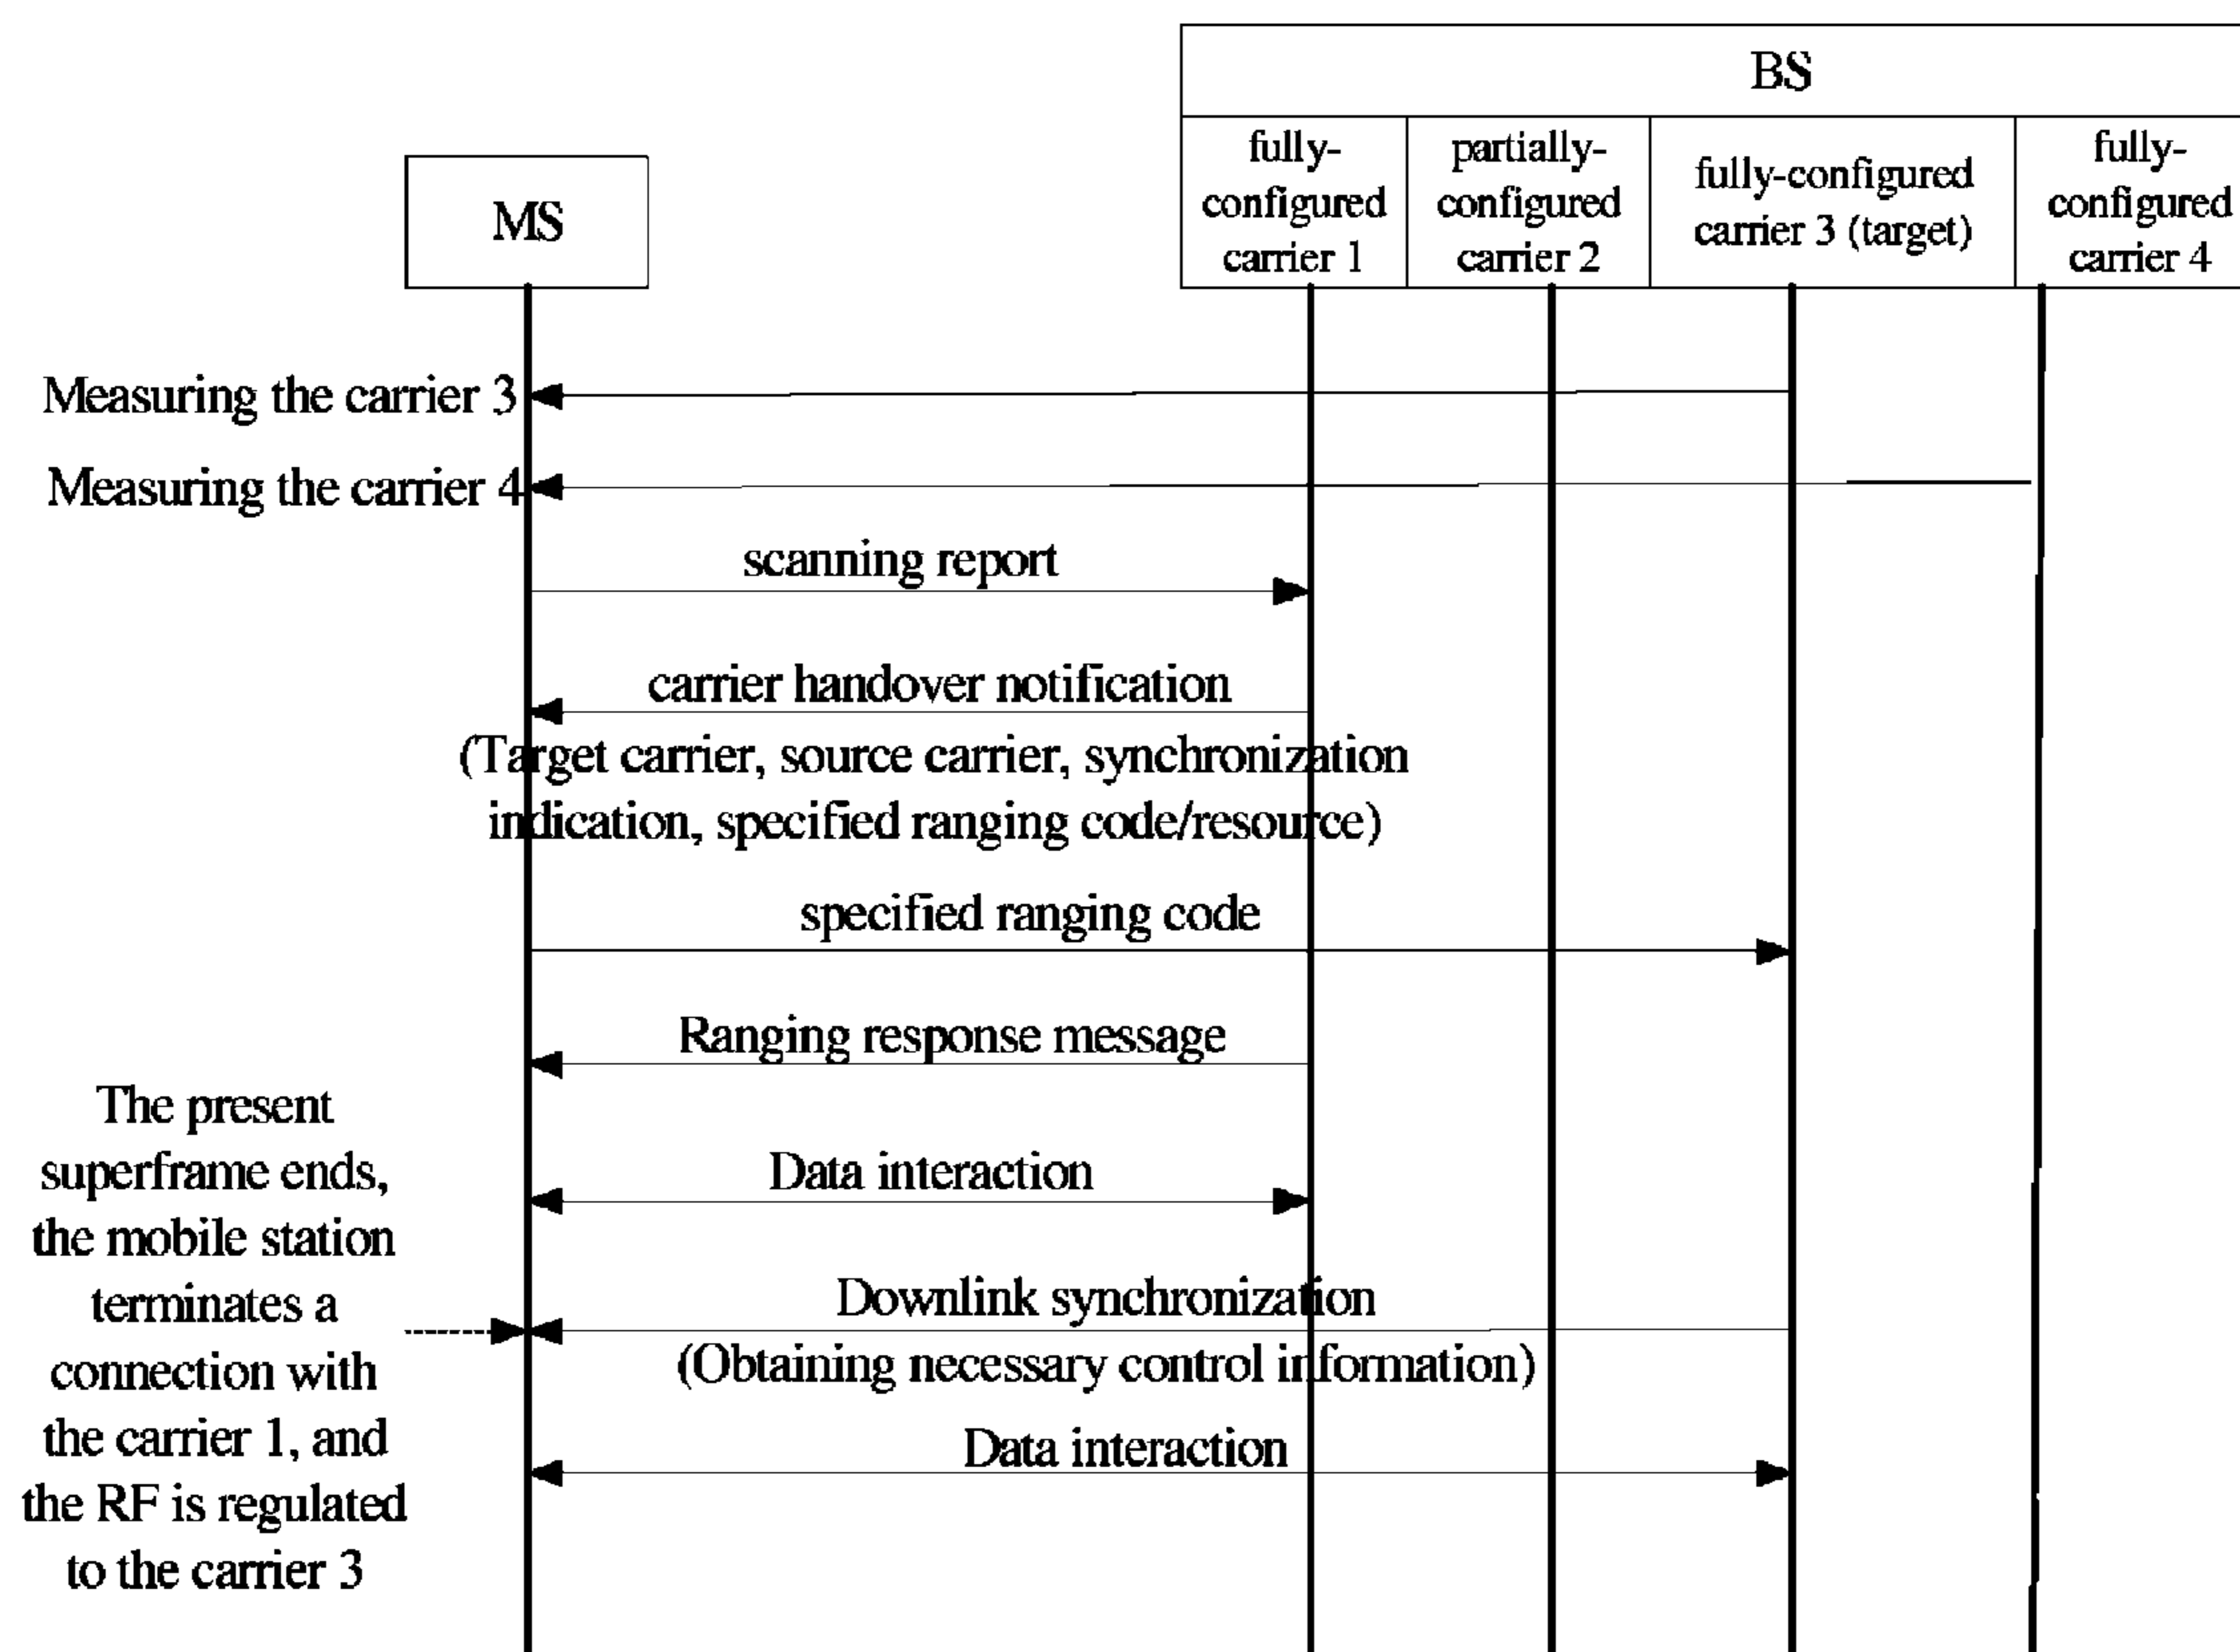 BS
MS
fully-
configured
carrier 1
partially-
configured
carrier 2
fully-configured
carrier 3 (target)
fully-
configured
carrier 4
Measuring the carrier 3
Measuring the carrier 4
scanning report
carrier handover notification
(Target carrier, source carrier, synchronization
indication, specified ranging code/resource)
specified ranging code
Ranging response message
The present
superframe ends,
the mobile station
terminates a
connection with
the carrier 1, and
the RF is regulated
to the carrier 3
Data interaction
Downlink synchronization
(Obtaining necessary control information)
Data interaction